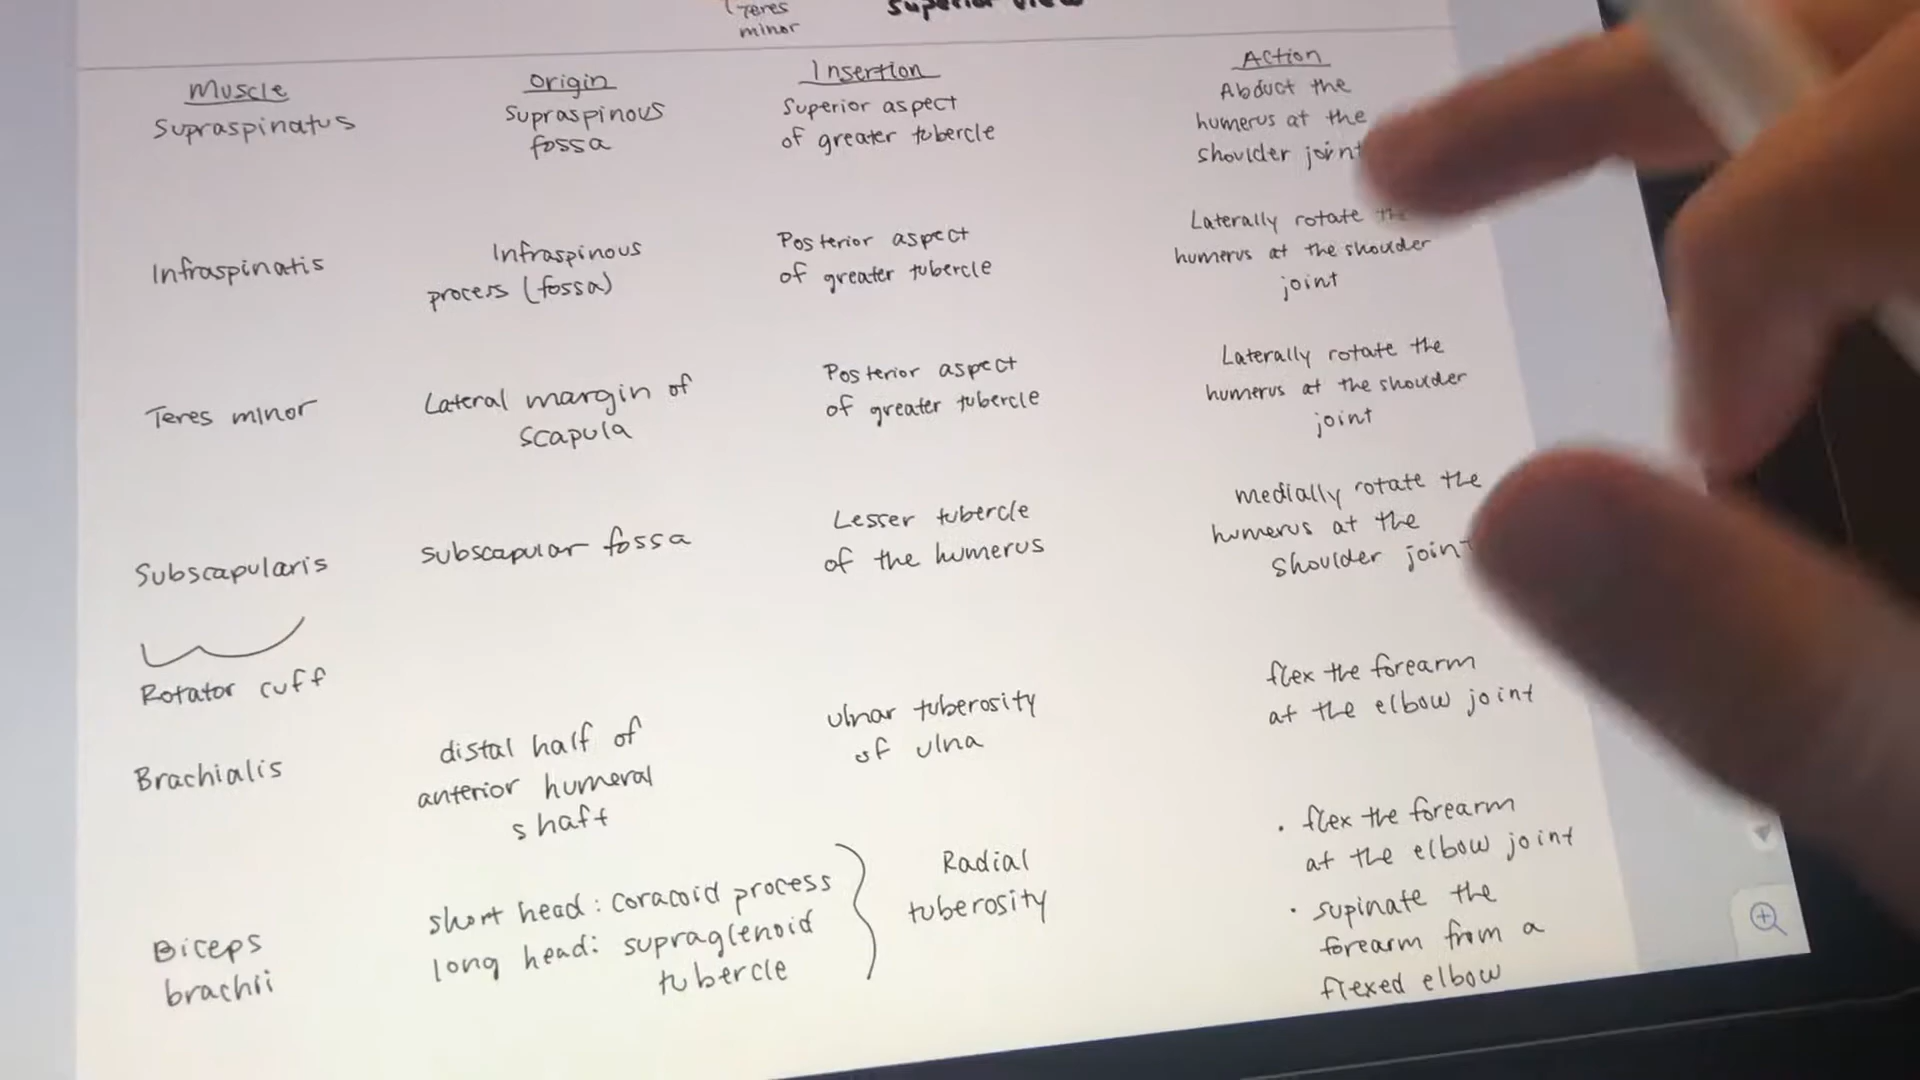 (Teres
minor
Superior view
Muscle
Origin
Insertion
Action
Supraspinatus
Supraspinous
fossa
Superior aspect
of greater tubercle
Abduct the
humerus at the
shoulder joint
Infraspinatis
Infraspinous
process (fossa)
Posterior aspect
of greater tubercle
Laterally rotate the
humerus at the shoulder
joint
Teres minor
Lateral margin of
scapula
Posterior aspect
of greater tubercle
Laterally rotate the
humerus at the shoulder
joint
Subscapularis
subscapular fossa
Lesser tubercle
of the humerus
medially rotate the
humerus at the
shoulder joint
Rotator cuff
Brachialis
distal half of
anterior humeral
shaft
ulnar tuberosity
of ulna
flex the forearm
at the elbow joint
Biceps
brachii
short head: coracoid process
long head: supraglenoid
tubercle
Radial
tuberosity
• flex the forearm
at the elbow joint
• supinate the
forearm from a
flexed elbow